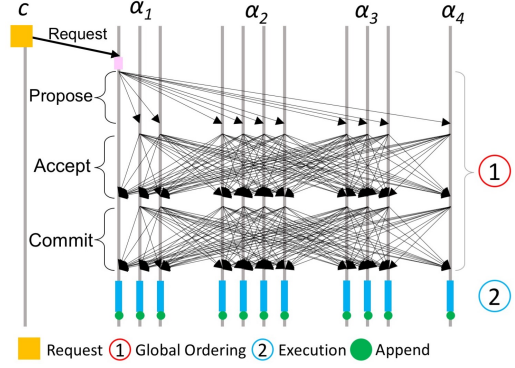 c α1 α2 α3 α4
Request
Propose
Accept
1
Commit
2
Request 1 Global Ordering 2 Execution Append